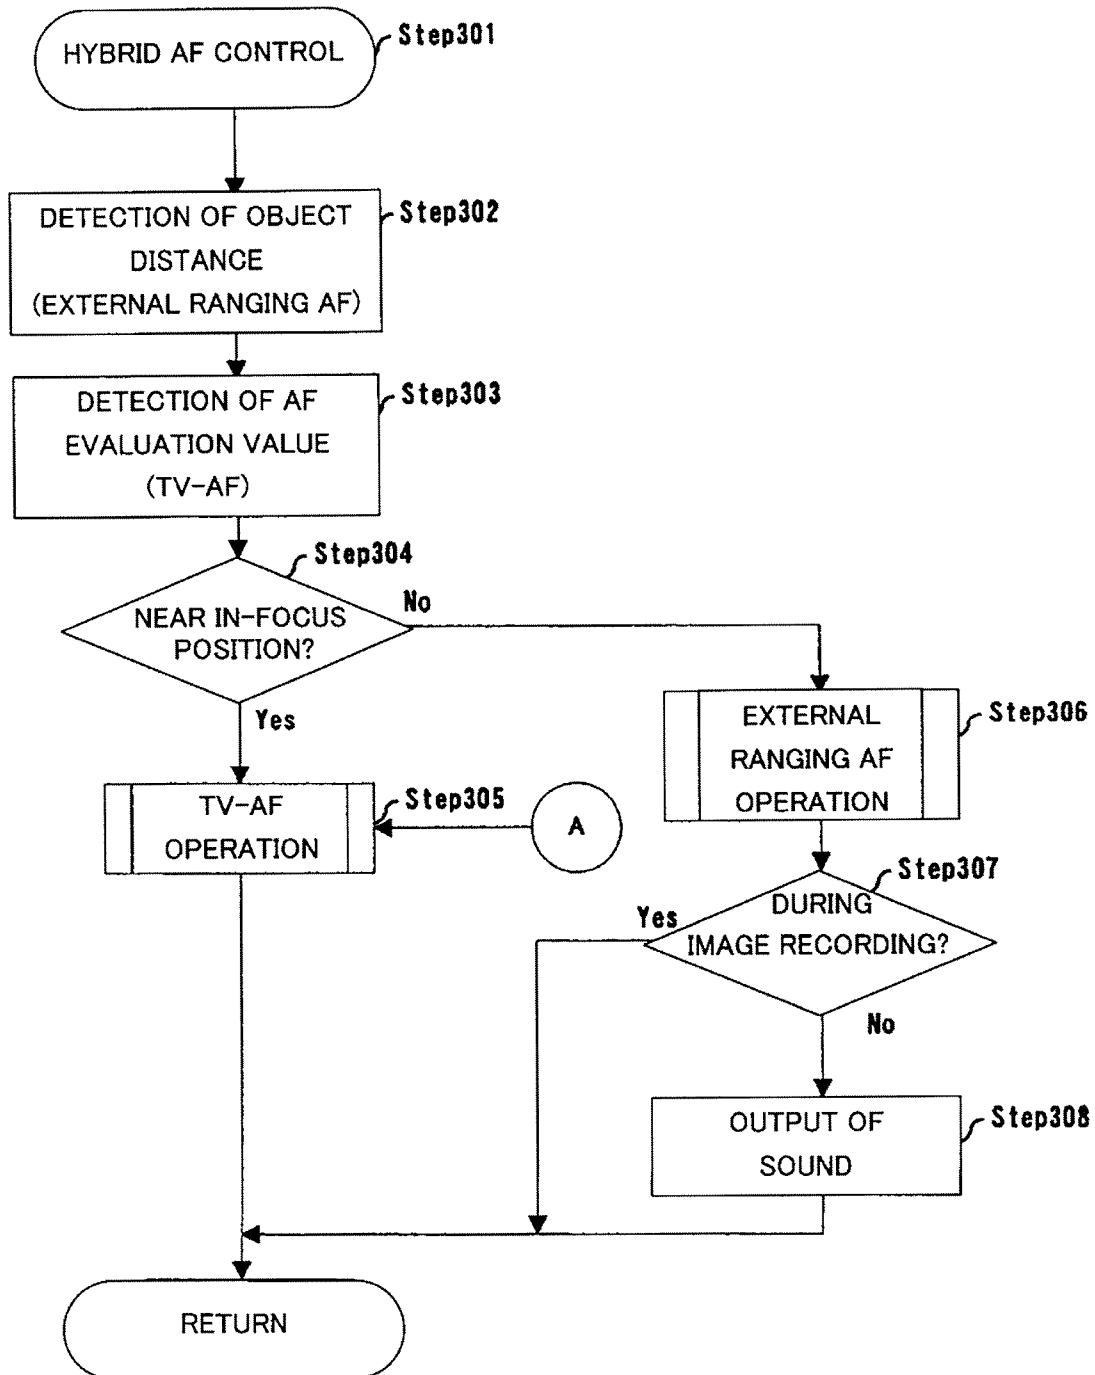 HYBRID AF CONTROL
Step301
DETECTION OF OBJECT
DISTANCE
(EXTERNAL RANGING AF)
Step302
DETECTION OF AF
EVALUATION VALUE
(TV-AF)
Step303
Step304
NEAR IN-FOCUS
POSITION?
No
Yes
EXTERNAL
RANGING AF
OPERATION
Step306
TV-AF
OPERATION
Step305
A
Step307
DURING
IMAGE RECORDING?
Yes
No
OUTPUT OF
SOUND
Step308
RETURN